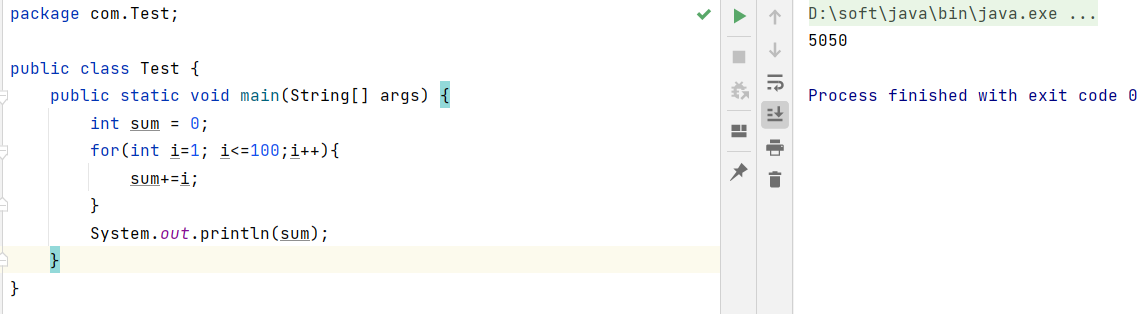 package com.Test;
public class Test {
public static void main(String[] args) {
int sum = 0;
for(int i=1; i<=100;i++){
sum+=i;
}
System.out.println(sum);
}
}
D:\soft\java\bin\java.exe ...
5050
Process finished with exit code 0